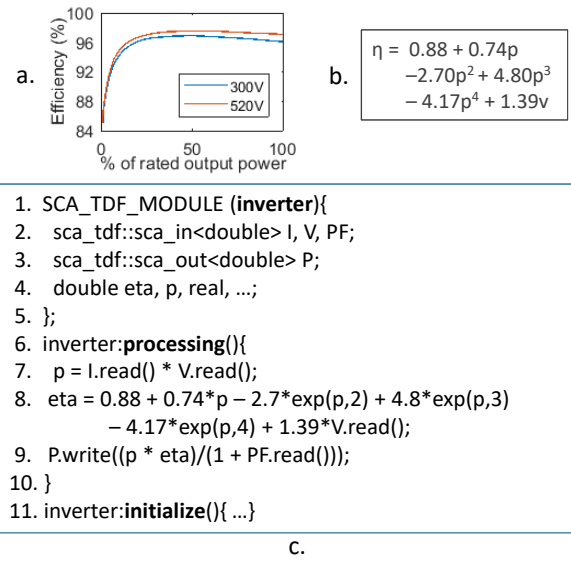 a.
Efficiency (%)
100
96
92
88
84
300V
520V
0
50
100
% of rated output power
b.
η = 0.88 + 0.74p
−2.70p² + 4.80p³
− 4.17p⁴ + 1.39v
1. SCA_TDF_MODULE (inverter){
2. sca_tdf::sca_in<double> I, V, PF;
3. sca_tdf::sca_out<double> P;
4. double eta, p, real, …;
5. };
6. inverter:processing(){
7. p = I.read() * V.read();
8. eta = 0.88 + 0.74*p – 2.7*exp(p,2) + 4.8*exp(p,3)
– 4.17*exp(p,4) + 1.39*V.read();
9. P.write((p * eta)/(1 + PF.read()));
10. }
11. inverter:initialize(){ …}
c.